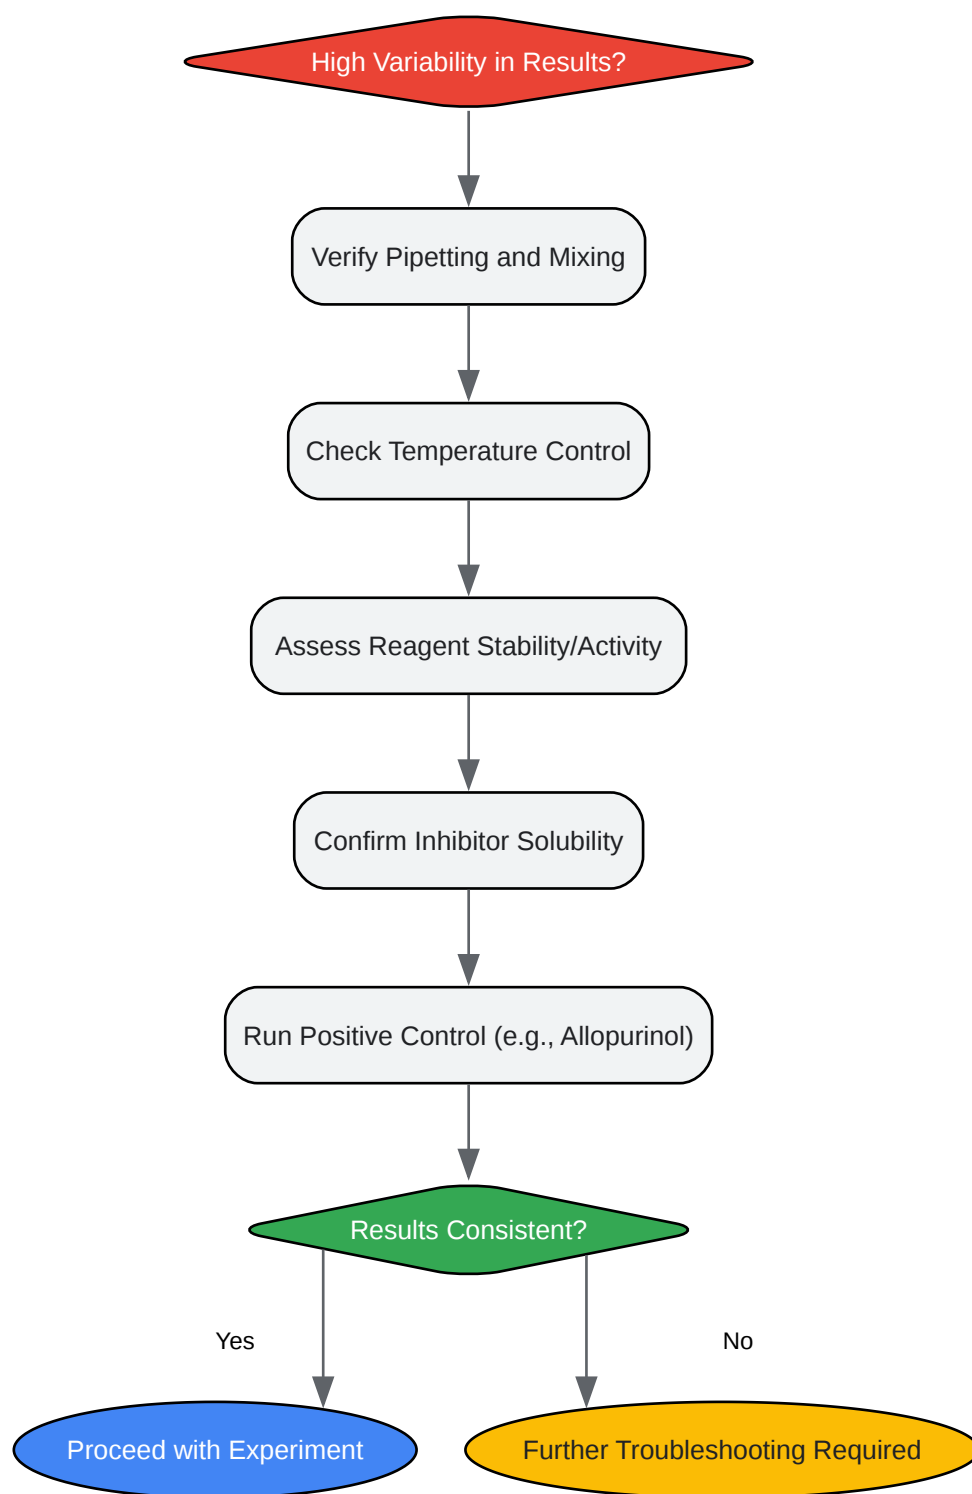 High Variability in Results?
Verify Pipetting and Mixing
Check Temperature Control
Assess Reagent Stability/Activity
Confirm Inhibitor Solubility
Run Positive Control (e.g., Allopurinol)
Results Consistent?
Yes
No
Proceed with Experiment
Further Troubleshooting Required